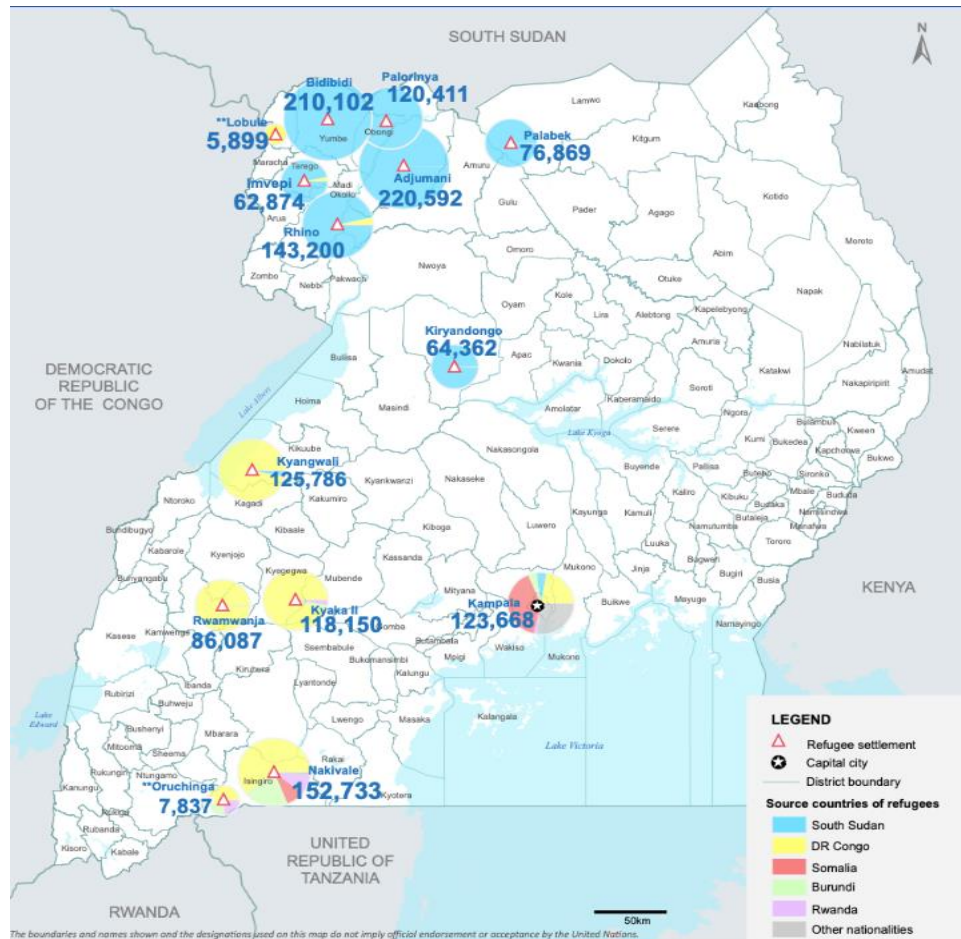 SOUTH SUDAN
N
Bidibidi
210,102
Palorinya
120,411
**Lobule
5,899
Yumbe
Obongi
Lamwo
Kaabong
Palabek
76,869
Kitgum
Maracha
Terego
Imvepi
62,874
Madi
Okollo
Adjumani
220,592
Amuru
Kotido
Gulu
Pader
Agago
Arua
Rhino
143,200
Moroto
Abim
Omoro
Zombo
Nebbi
Pakwach
Nwoya
Otuke
Napak
Oyam
Kole
Lira
Alebtong
Kapelebyong
Kiryandongo
64,362
Apac
Kwania
Dokolo
Amuria
Nabilatuk
DEMOCRATIC
REPUBLIC
OF THE CONGO
Buliisa
Katakwi
Amudat
Nakapiripirit
Lake Albert
Hoima
Masindi
Amolatar
Kaberamaido
Soroti
Ngora
Serere
Lake Kyoga
Bulambuli
Kween
Kumi
Bukedea
Kapchorwa
Bukwo
Kikuube
Kyangwali
125,786
Nakasongola
Buyende
Pallisa
Butebo
Sironko
Kyankwanzi
Nakaseke
Ntoroko
Kagadi
Kakumiro
Kaliro
Kibuku
Mbale
Bududa
Budaka
Namisindwa
Kayunga
Kamuli
Bundibugyo
Kibaale
Kiboga
Luwero
Namutumba
Butaleja
Manafwa
Kabarole
Kyenjojo
Luuka
Tororo
Bunyangabu
Kyegegwa
Mubende
Kassanda
Mukono
Jinja
Bugweri
Bugiri
Busia
Mityana
Kampala
123,668
Buikwe
Mayuge
KENYA
Rwamwanja
86,087
Kyaka II
118,150
Kasese
Kamwenge
Gomba
Butambala
Wakiso
Namayingo
Ssembabule
Mpigi
Mukono
Bukomansimbi
Kalungu
Kiruhura
Ibanda
Rubirizi
Lyantonde
Buhweju
Lake
Edward
Lwengo
Masaka
Kalangala
Bushenyi
Mbarara
Mitooma
Sheema
Lake Victoria
Rakai
Rukungiri
Ntungamo
Isingiro
Nakivale
152,733
Kanungu
**Oruchinga
7,837
Kyotera
Rubanda
Kisoro
Kabale
UNITED
REPUBLIC OF
TANZANIA
RWANDA
LEGEND
Refugee settlement
Capital city
District boundary
Source countries of refugees
South Sudan
DR Congo
Somalia
Burundi
Rwanda
Other nationalities
50km
The boundaries and names shown and the designations used on this map do not imply official endorsement or acceptance by the United Nations.